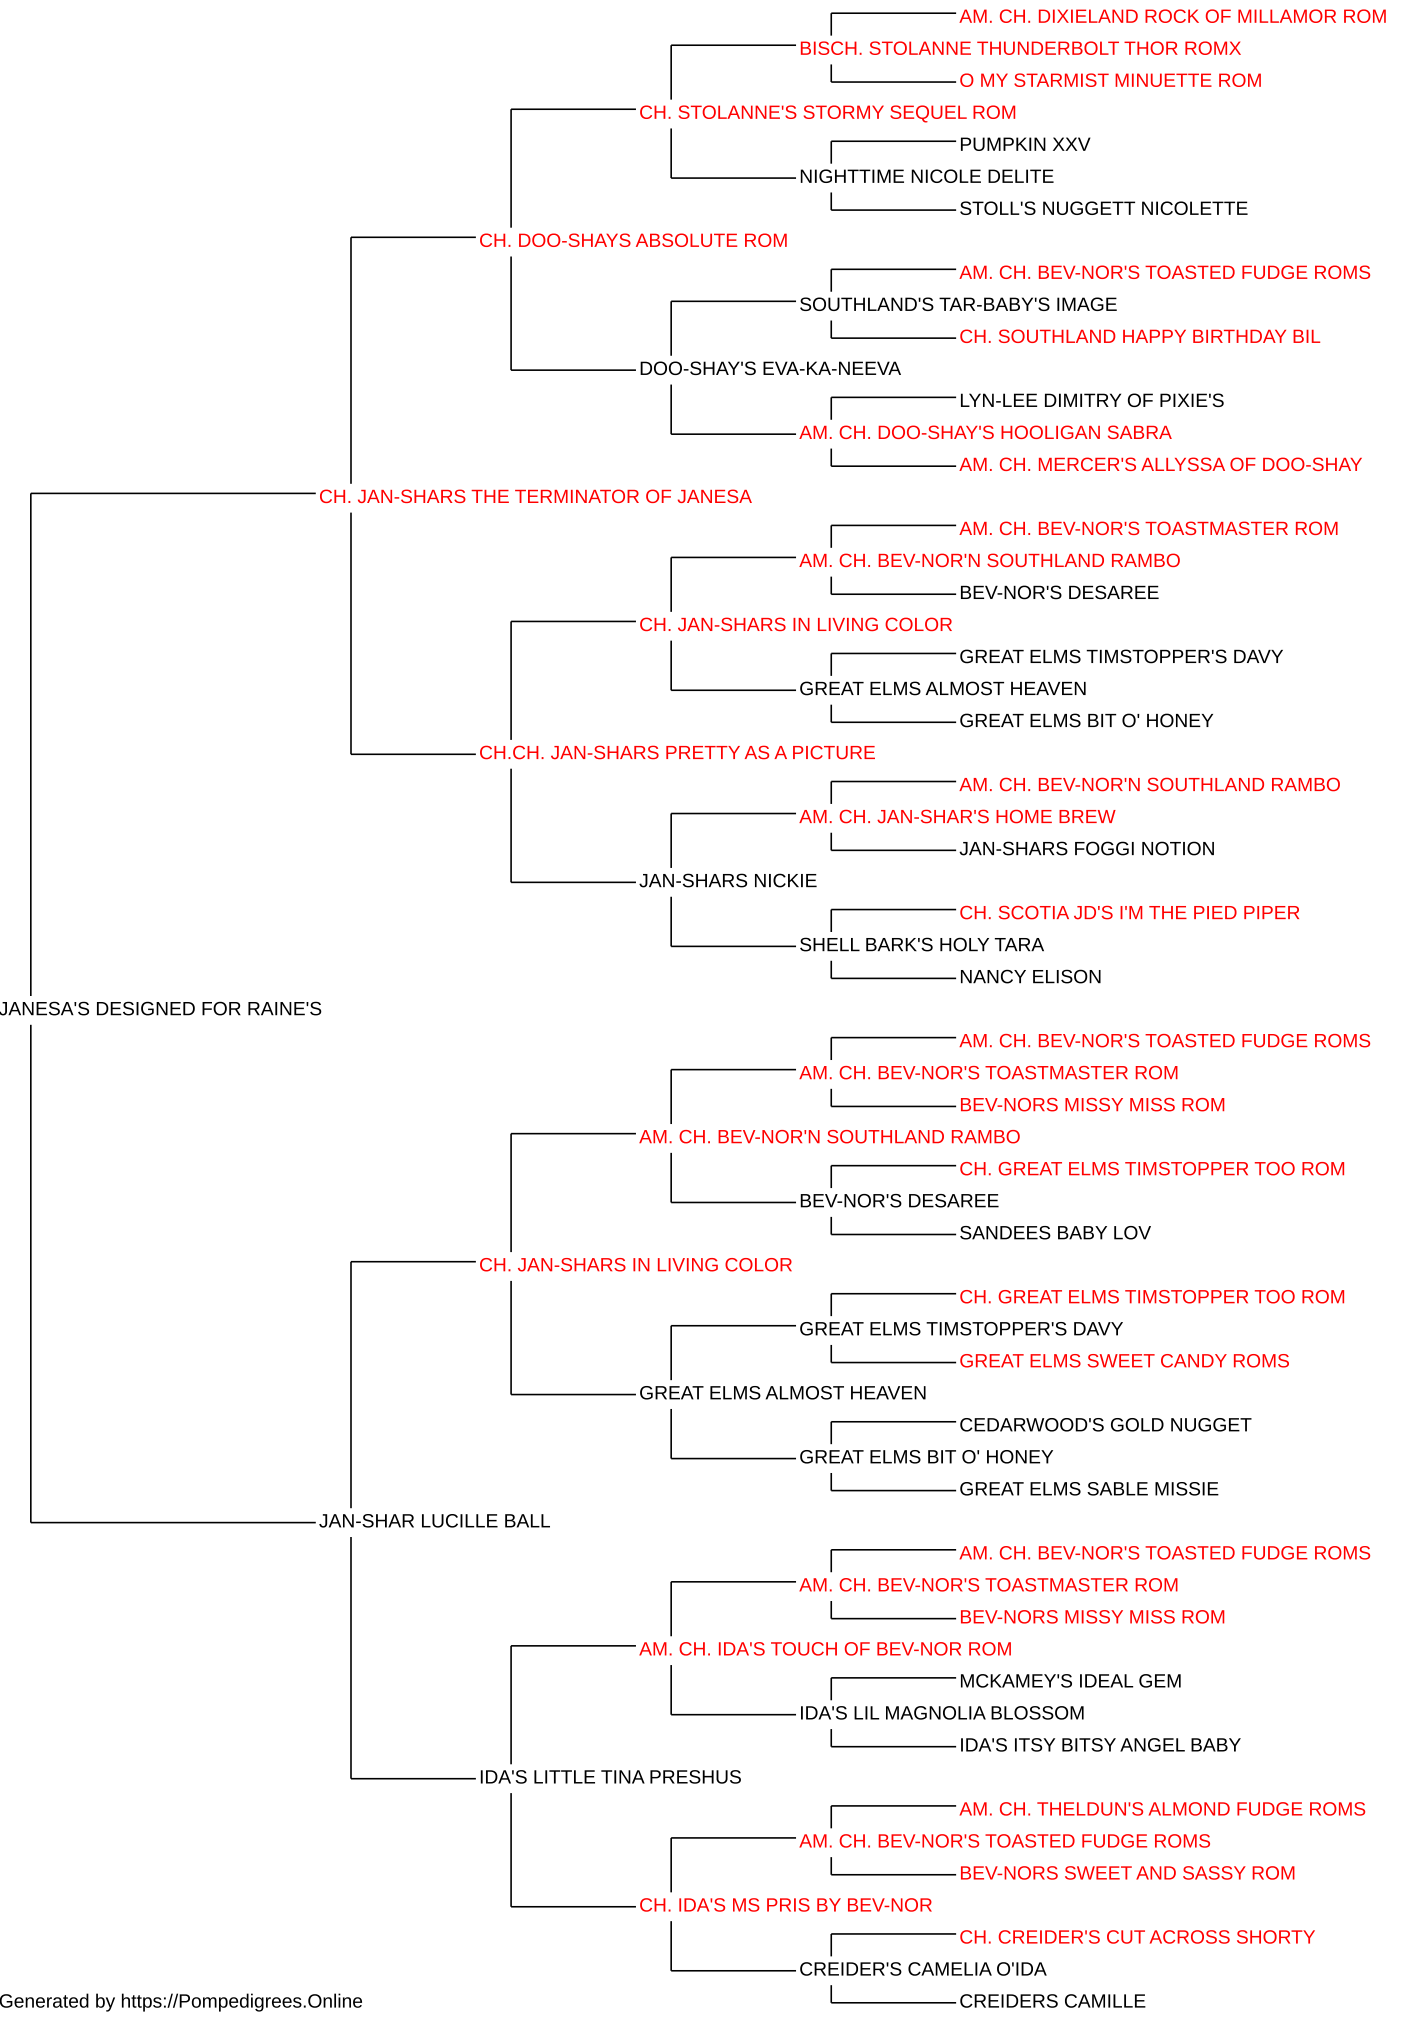 AM. CH. DIXIELAND ROCK OF MILLAMOR ROM
BISCH. STOLANNE THUNDERBOLT THOR ROMX
O MY STARMIST MINUETTE ROM
CH. STOLANNE'S STORMY SEQUEL ROM
PUMPKIN XXV
NIGHTTIME NICOLE DELITE
STOLL'S NUGGETT NICOLETTE
CH. DOO-SHAYS ABSOLUTE ROM
AM. CH. BEV-NOR'S TOASTED FUDGE ROMS
SOUTHLAND'S TAR-BABY'S IMAGE
CH. SOUTHLAND HAPPY BIRTHDAY BIL
DOO-SHAY'S EVA-KA-NEEVA
LYN-LEE DIMITRY OF PIXIE'S
AM. CH. DOO-SHAY'S HOOLIGAN SABRA
AM. CH. MERCER'S ALLYSSA OF DOO-SHAY
CH. JAN-SHARS THE TERMINATOR OF JANESA
AM. CH. BEV-NOR'S TOASTMASTER ROM
AM. CH. BEV-NOR'N SOUTHLAND RAMBO
BEV-NOR'S DESAREE
CH. JAN-SHARS IN LIVING COLOR
GREAT ELMS TIMSTOPPER'S DAVY
GREAT ELMS ALMOST HEAVEN
GREAT ELMS BIT O' HONEY
CH.CH. JAN-SHARS PRETTY AS A PICTURE
AM. CH. BEV-NOR'N SOUTHLAND RAMBO
AM. CH. JAN-SHAR'S HOME BREW
JAN-SHARS FOGGI NOTION
JAN-SHARS NICKIE
CH. SCOTIA JD'S I'M THE PIED PIPER
SHELL BARK'S HOLY TARA
NANCY ELISON
JANESA'S DESIGNED FOR RAINE'S
AM. CH. BEV-NOR'S TOASTED FUDGE ROMS
AM. CH. BEV-NOR'S TOASTMASTER ROM
BEV-NORS MISSY MISS ROM
AM. CH. BEV-NOR'N SOUTHLAND RAMBO
CH. GREAT ELMS TIMSTOPPER TOO ROM
BEV-NOR'S DESAREE
SANDEES BABY LOV
CH. JAN-SHARS IN LIVING COLOR
CH. GREAT ELMS TIMSTOPPER TOO ROM
GREAT ELMS TIMSTOPPER'S DAVY
GREAT ELMS SWEET CANDY ROMS
GREAT ELMS ALMOST HEAVEN
CEDARWOOD'S GOLD NUGGET
GREAT ELMS BIT O' HONEY
GREAT ELMS SABLE MISSIE
JAN-SHAR LUCILLE BALL
AM. CH. BEV-NOR'S TOASTED FUDGE ROMS
AM. CH. BEV-NOR'S TOASTMASTER ROM
BEV-NORS MISSY MISS ROM
AM. CH. IDA'S TOUCH OF BEV-NOR ROM
MCKAMEY'S IDEAL GEM
IDA'S LIL MAGNOLIA BLOSSOM
IDA'S ITSY BITSY ANGEL BABY
IDA'S LITTLE TINA PRESHUS
AM. CH. THELDUN'S ALMOND FUDGE ROMS
AM. CH. BEV-NOR'S TOASTED FUDGE ROMS
BEV-NORS SWEET AND SASSY ROM
CH. IDA'S MS PRIS BY BEV-NOR
CH. CREIDER'S CUT ACROSS SHORTY
CREIDER'S CAMELIA O'IDA
CREIDERS CAMILLE
Generated by https://Pompedigrees.Online